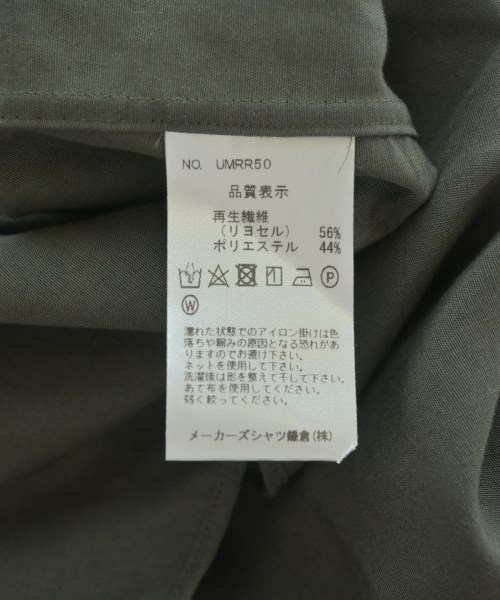 NO. UMRR50
品質表示
再生繊維
(リヨセル) 56%
ポリエステル 44%
P
W
濡れた状態でのアイロン掛けは色
落ちや縮みの原因となる恐れがあ
りますのでお避け下さい。
ネットを使用して下さい。
洗濯後は形を整えて干して下さい。
あて布を使用してください。
弱く絞ってください。
メーカーズシャツ鎌倉(株)